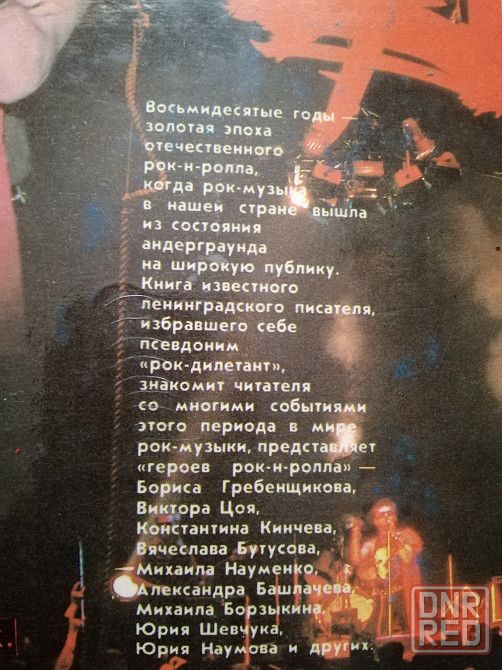 Восьмидесятые годы —
золотая эпоха
отечественного
рок-н-ролла,
когда рок-музыка
в нашей стране вышла
из состояния
андерграунда
на широкую публику.
Книга известного
ленинградского писателя,
избравшего себе
псевдоним
«рок-дилетант»,
знакомит читателя
со многими событиями
этого периода в мире
рок-музыки, представляет
«героев рок-н-ролла» —
Бориса Гребенщикова,
Виктора Цоя,
Константина Кинчева,
Вячеслава Бутусова,
Михаила Науменко,
Александра Башлачева,
Михаила Борзыкина,
Юрия Шевчука,
Юрия Наумова и других.
DNR
RED